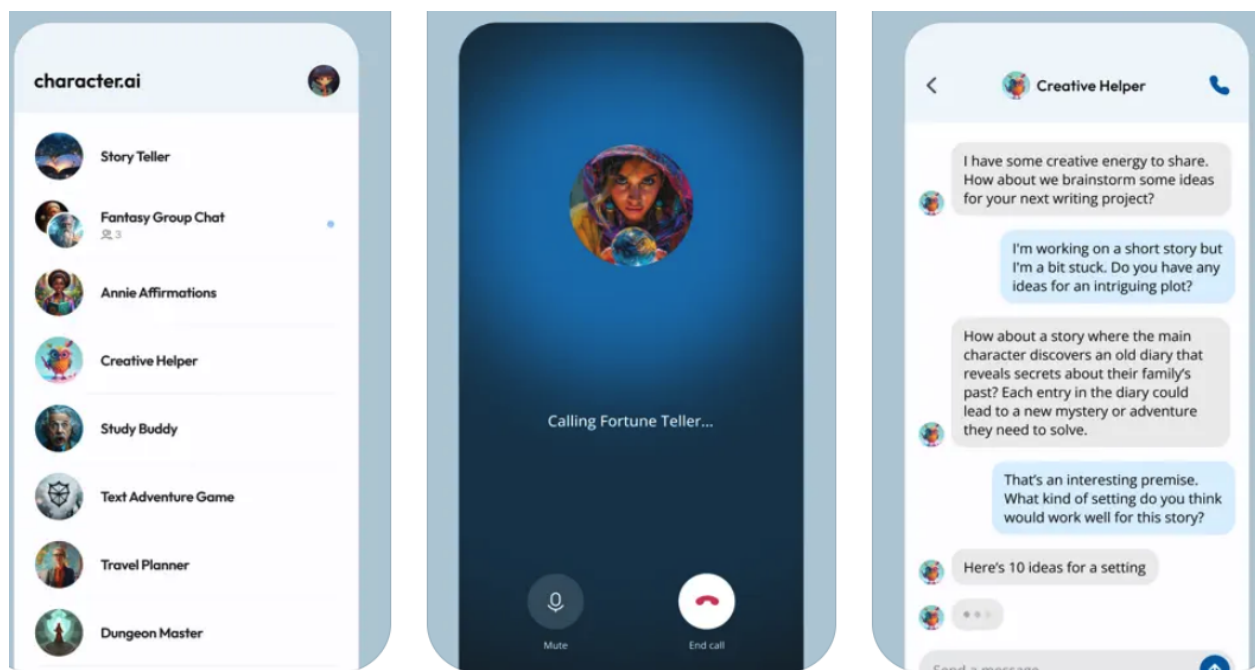 character.ai
Story Teller
Fantasy Group Chat
3
Annie Affirmations
Creative Helper
Study Buddy
Text Adventure Game
Travel Planner
Dungeon Master
Calling Fortune Teller...
Mute
End call
Creative Helper
I have some creative energy to share.
How about we brainstorm some ideas
for your next writing project?
I'm working on a short story but
I'm a bit stuck. Do you have any
ideas for an intriguing plot?
How about a story where the main
character discovers an old diary that
reveals secrets about their family's
past? Each entry in the diary could
lead to a new mystery or adventure
they need to solve.
That's an interesting premise.
What kind of setting do you think
would work well for this story?
Here's 10 ideas for a setting
Send a message